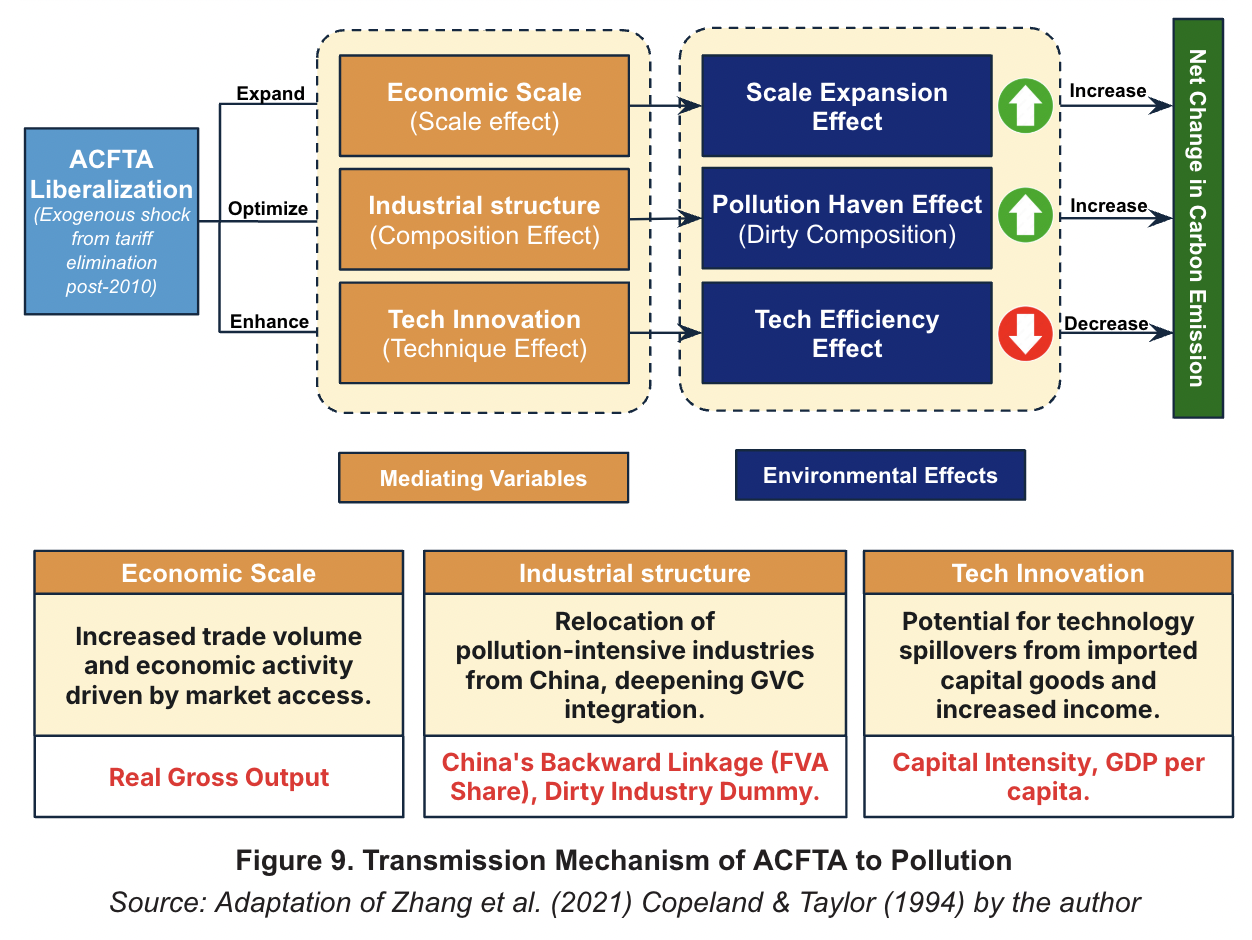 ACFTA
Liberalization
(Exogenous shock
from tariff
elimination
post-2010)
Expand
Optimize
Enhance
Economic Scale
(Scale effect)
Industrial structure
(Composition Effect)
Tech Innovation
(Technique Effect)
Scale Expansion
Effect
Pollution Haven Effect
(Dirty Composition)
Tech Efficiency
Effect
Increase
Increase
Decrease
Net Change in Carbon Emission
Mediating Variables
Environmental Effects
Economic Scale
Increased trade volume
and economic activity
driven by market access.
Real Gross Output
Industrial structure
Relocation of
pollution-intensive industries
from China, deepening GVC
integration.
China's Backward Linkage (FVA
Share), Dirty Industry Dummy.
Tech Innovation
Potential for technology
spillovers from imported
capital goods and
increased income.
Capital Intensity, GDP per
capita.
Figure 9. Transmission Mechanism of ACFTA to Pollution
Source: Adaptation of Zhang et al. (2021) Copeland & Taylor (1994) by the author